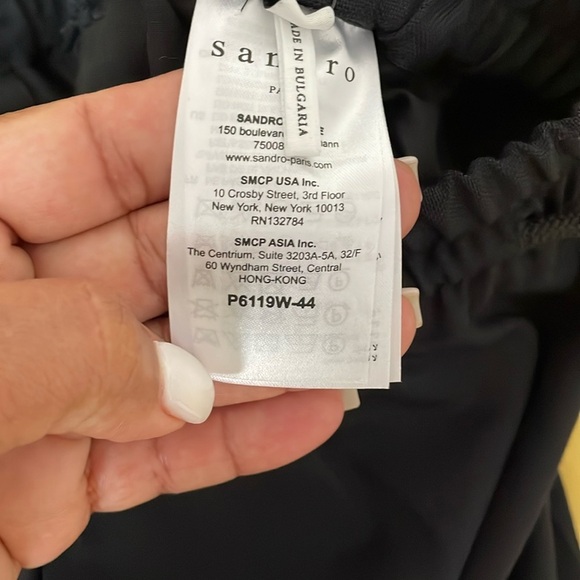 MADE IN BULGARIA
SANDRO
150 boulevar
75008
www.sandro-paris.com
SMCP USA Inc.
10 Crosby Street, 3rd Floor
New York, New York 10013
RN132784
SMCP ASIA Inc.
The Centrium, Suite 3203A-5A, 32/F
60 Wyndham Street, Central
HONG-KONG
P6119W-44